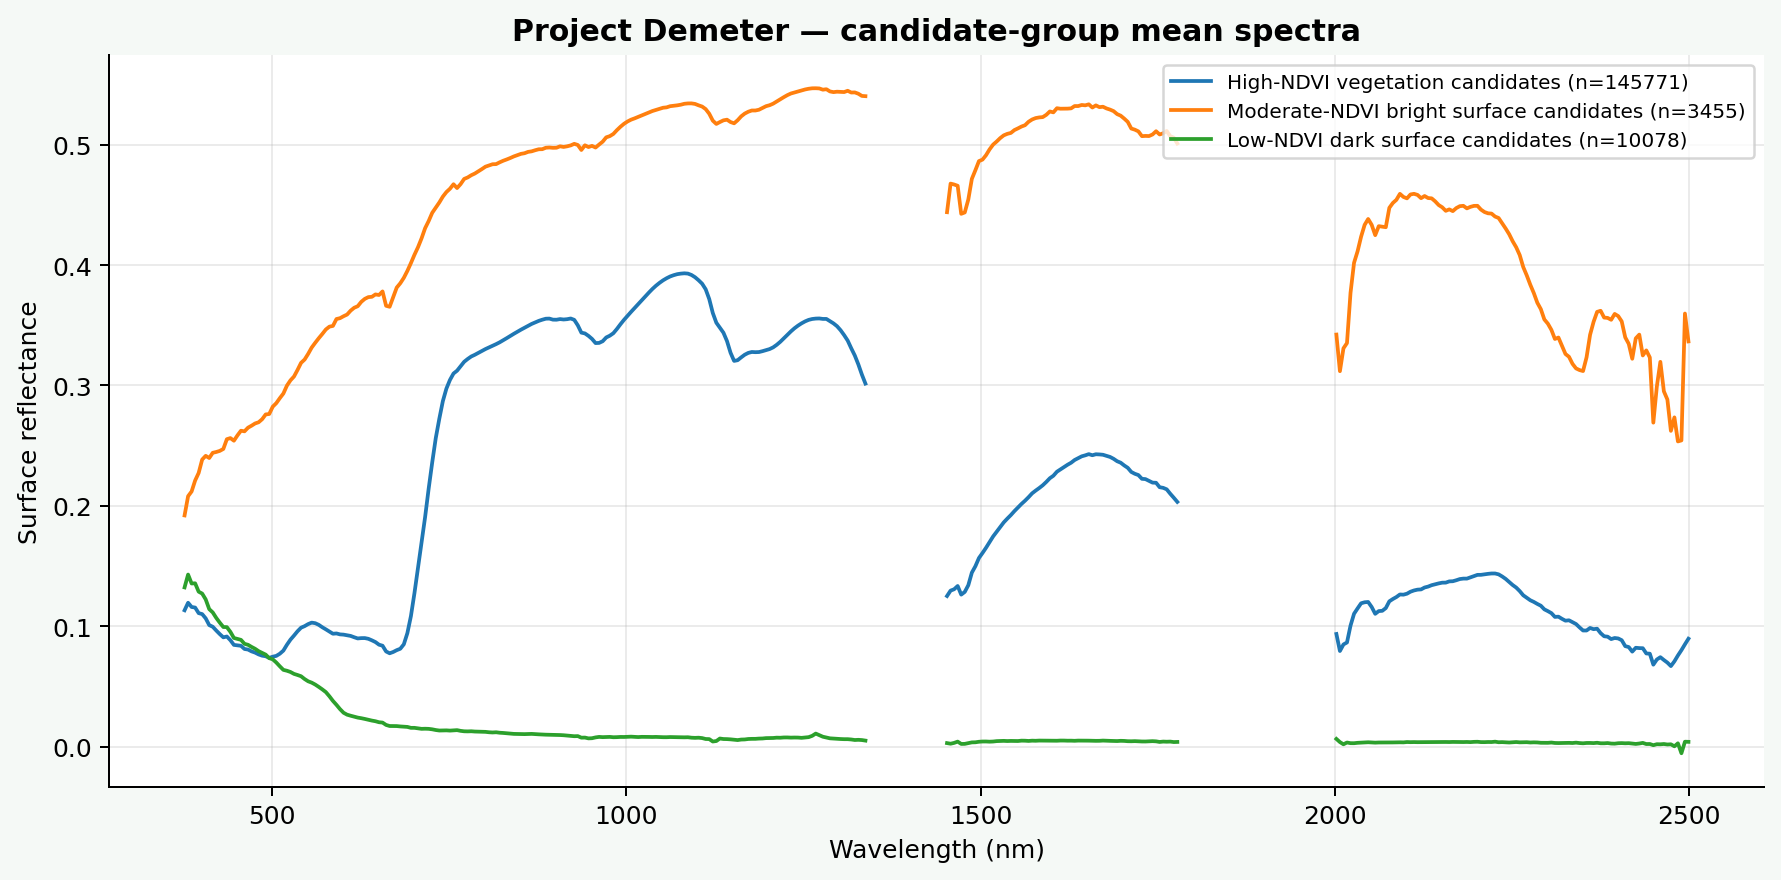 Project Demeter — candidate-group mean spectra
High-NDVI vegetation candidates (n=145771)
Moderate-NDVI bright surface candidates (n=3455)
Low-NDVI dark surface candidates (n=10078)
Surface reflectance
0.5
0.4
0.3
0.2
0.1
0.0
500
1000
1500
2000
2500
Wavelength (nm)